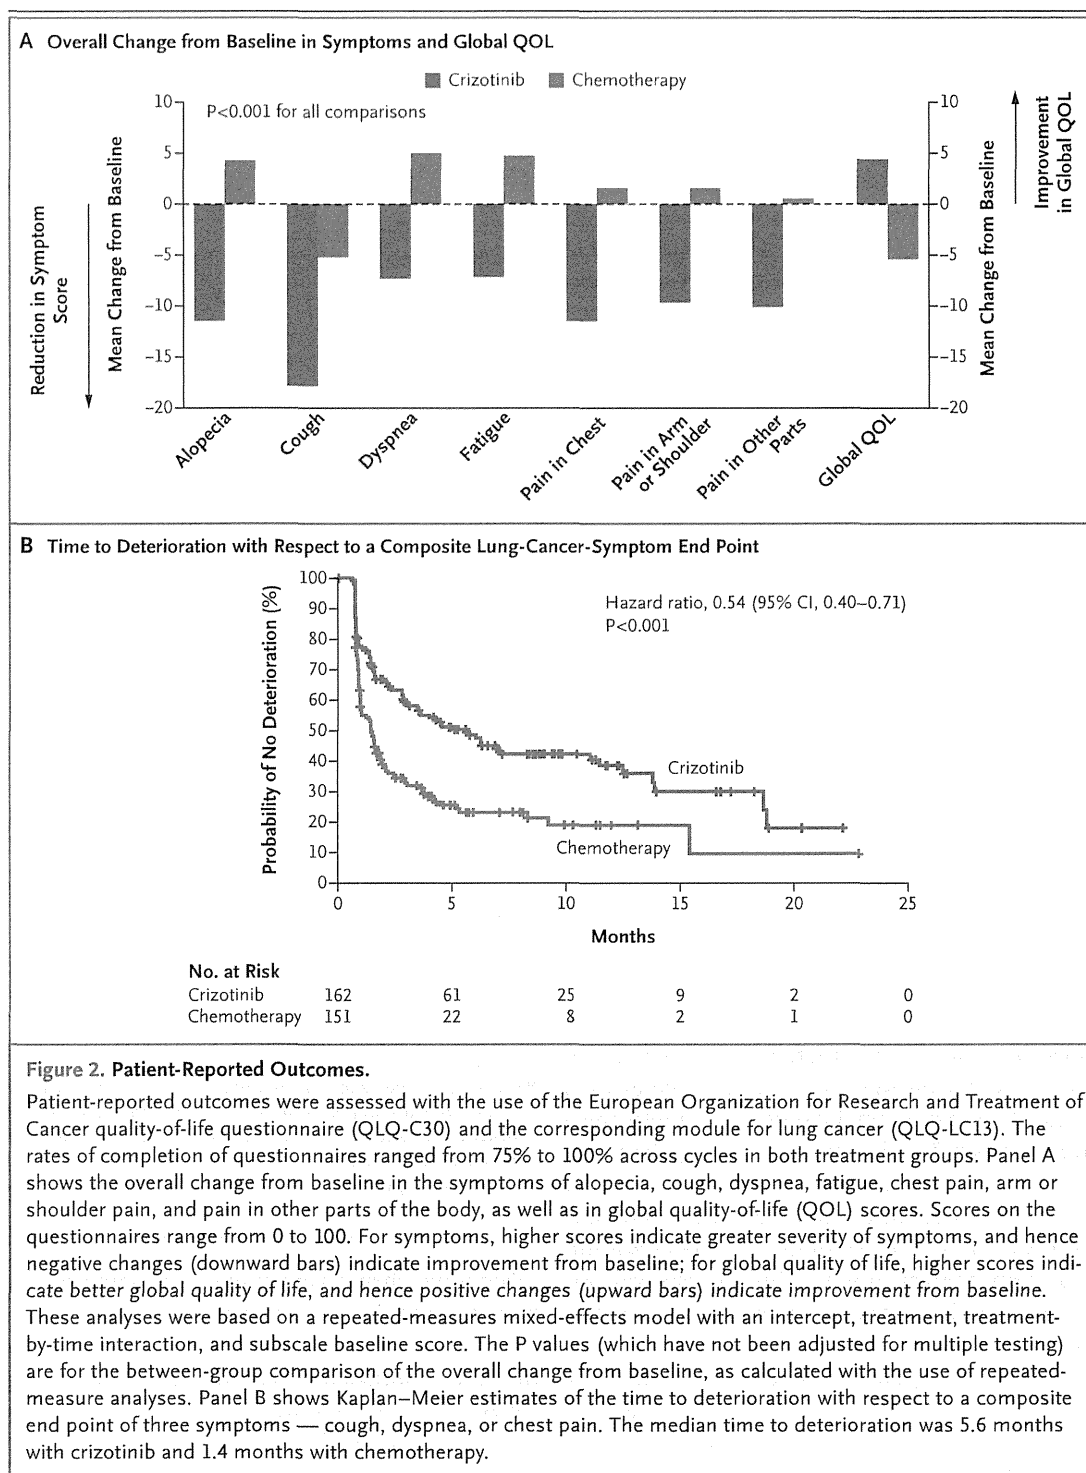 A Overall Change from Baseline in Symptoms and Global QOL
Crizotinib Chemotherapy
P<0.001 for all comparisons
Reduction in Symptom
Score
Mean Change from Baseline
10
5
0
−5
−10
−15
−20
10
5
0
−5
−10
−15
−20
Mean Change from Baseline
Improvement
in Global QOL
Alopecia
Cough
Dyspnea
Fatigue
Pain in Chest
Pain in Arm
or Shoulder
Pain in Other
Parts
Global QOL
B Time to Deterioration with Respect to a Composite Lung-Cancer-Symptom End Point
Probability of No Deterioration (%)
100
90
80
70
60
50
40
30
20
10
0
Hazard ratio, 0.54 (95% CI, 0.40–0.71)
P<0.001
Crizotinib
Chemotherapy
0 5 10 15 20 25
Months
No. at Risk
Crizotinib 162 61 25 9 2 0
Chemotherapy 151 22 8 2 1 0
Figure 2. Patient-Reported Outcomes.
Patient-reported outcomes were assessed with the use of the European Organization for Research and Treatment of
Cancer quality-of-life questionnaire (QLQ-C30) and the corresponding module for lung cancer (QLQ-LC13). The
rates of completion of questionnaires ranged from 75% to 100% across cycles in both treatment groups. Panel A
shows the overall change from baseline in the symptoms of alopecia, cough, dyspnea, fatigue, chest pain, arm or
shoulder pain, and pain in other parts of the body, as well as in global quality-of-life (QOL) scores. Scores on the
questionnaires range from 0 to 100. For symptoms, higher scores indicate greater severity of symptoms, and hence
negative changes (downward bars) indicate improvement from baseline; for global quality of life, higher scores indi-
cate better global quality of life, and hence positive changes (upward bars) indicate improvement from baseline.
These analyses were based on a repeated-measures mixed-effects model with an intercept, treatment, treatment-
by-time interaction, and subscale baseline score. The P values (which have not been adjusted for multiple testing)
are for the between-group comparison of the overall change from baseline, as calculated with the use of repeated-
measure analyses. Panel B shows Kaplan–Meier estimates of the time to deterioration with respect to a composite
end point of three symptoms — cough, dyspnea, or chest pain. The median time to deterioration was 5.6 months
with crizotinib and 1.4 months with chemotherapy.